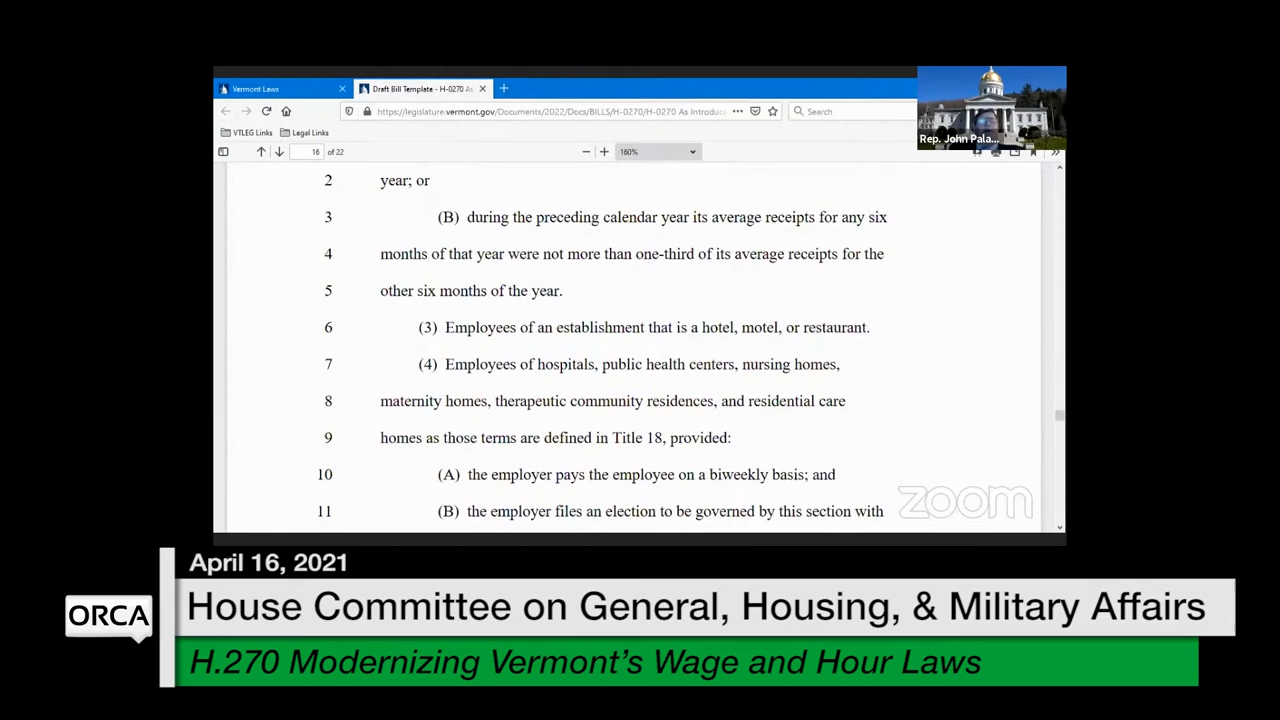 Vermont Laws
Draft Bill Template - H-0270 As
https://legislature.vermont.gov/Documents/2022/Docs/BILLS/H-0270/H-0270 As Introduce
Search
VTLEG Links
Legal Links
16 of 22
160%
Rep. John Pala...
2 year; or
3 (B) during the preceding calendar year its average receipts for any six
4 months of that year were not more than one-third of its average receipts for the
5 other six months of the year.
6 (3) Employees of an establishment that is a hotel, motel, or restaurant.
7 (4) Employees of hospitals, public health centers, nursing homes,
8 maternity homes, therapeutic community residences, and residential care
9 homes as those terms are defined in Title 18, provided:
10 (A) the employer pays the employee on a biweekly basis; and
11 (B) the employer files an election to be governed by this section with
zoom
April 16, 2021
ORCA
House Committee on General, Housing, & Military Affairs
H.270 Modernizing Vermont's Wage and Hour Laws